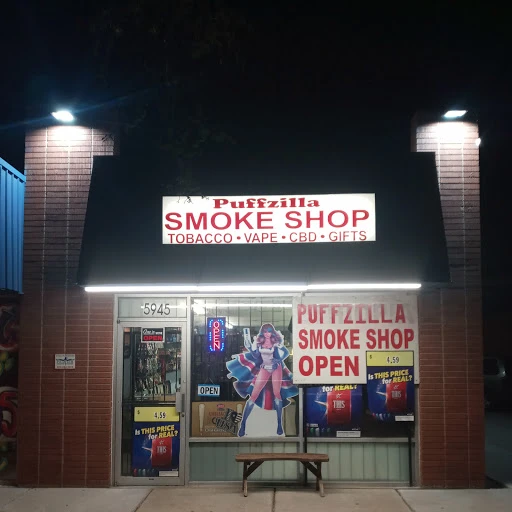 Puffzilla
SMOKE SHOP
TOBACCO • VAPE • CBD • GIFTS
5945
OPEN
OPEN
PUFFZILLA
SMOKE SHOP
OPEN
4,59
Is THIS PRICE
for REAL?
4,59
Is THIS PRICE
for REAL?